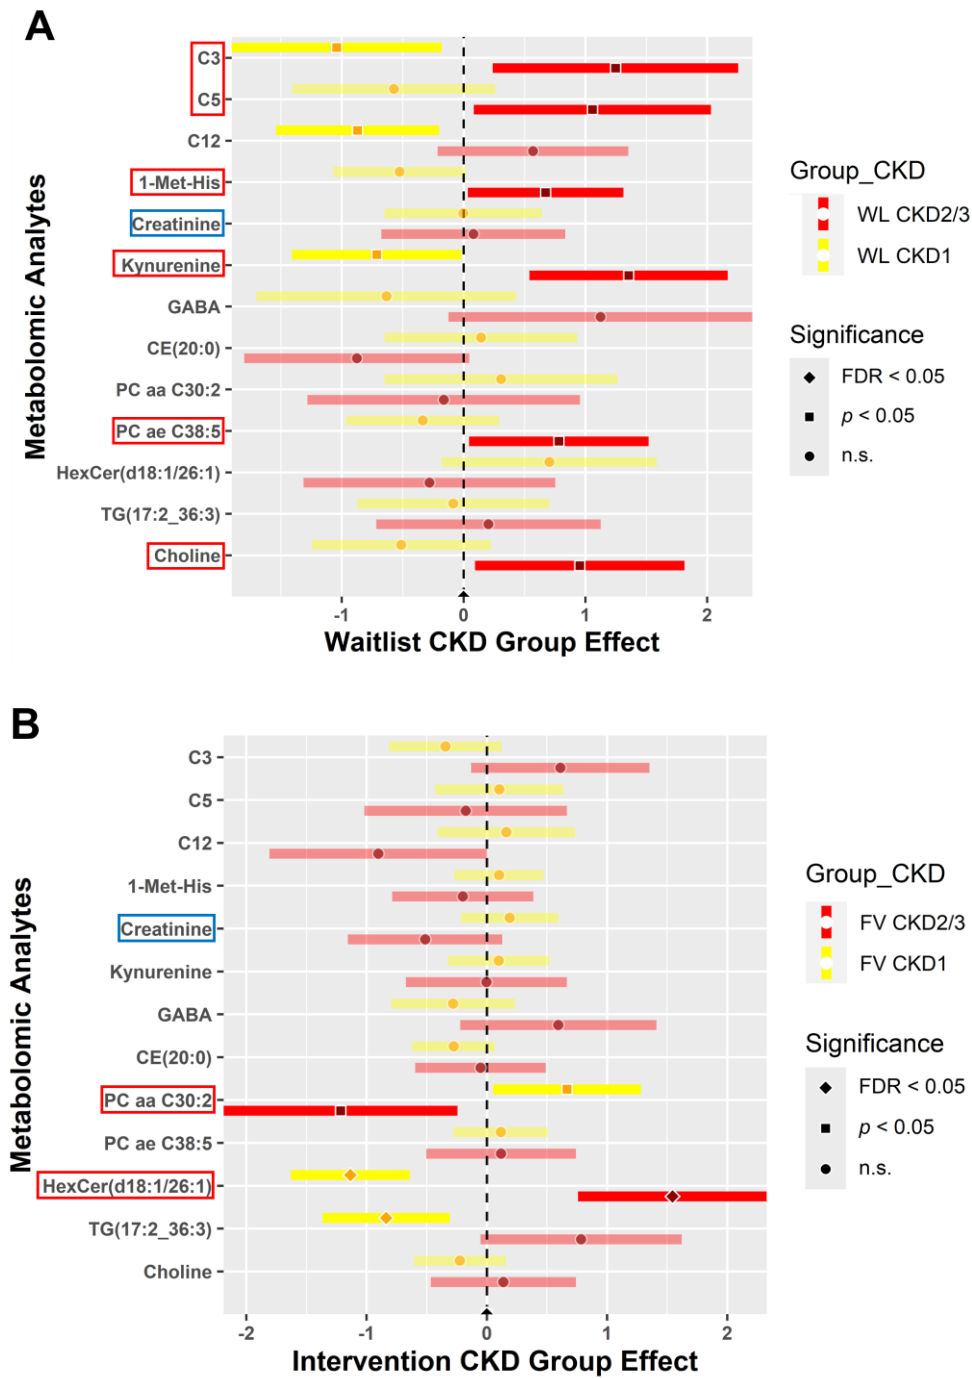 A
C3
C5
C12
1-Met-His
Creatinine
Kynurenine
GABA
CE(20:0)
PC aa C30:2
PC ae C38:5
HexCer(d18:1/26:1)
TG(17:2_36:3)
Choline
Metabolomic Analytes
-1 0 1 2
Waitlist CKD Group Effect
Group_CKD
WL CKD2/3
WL CKD1
Significance
FDR < 0.05
p < 0.05
n.s.
B
C3
C5
C12
1-Met-His
Creatinine
Kynurenine
GABA
CE(20:0)
PC aa C30:2
PC ae C38:5
HexCer(d18:1/26:1)
TG(17:2_36:3)
Choline
Metabolomic Analytes
-2 -1 0 1 2
Intervention CKD Group Effect
Group_CKD
FV CKD2/3
FV CKD1
Significance
FDR < 0.05
p < 0.05
n.s.